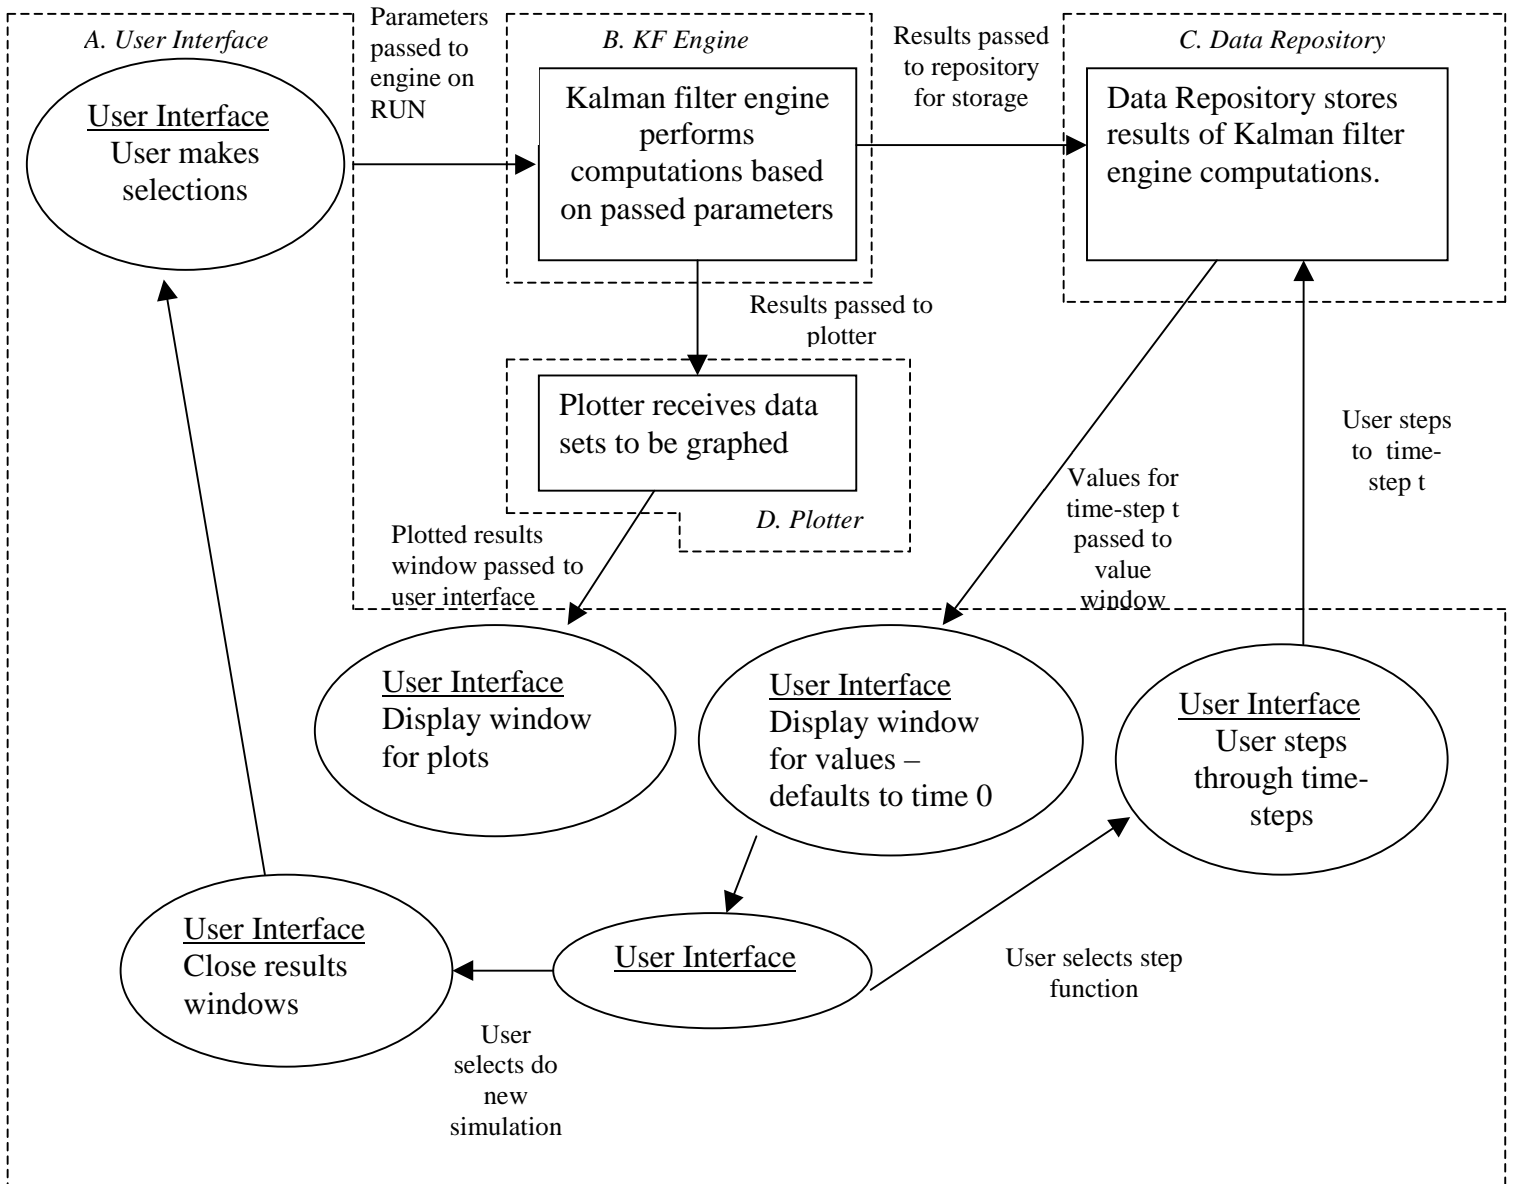 A. User Interface
User Interface
User makes
selections
Parameters
passed to
engine on
RUN
B. KF Engine
Kalman filter engine
performs
computations based
on passed parameters
Results passed
to repository
for storage
C. Data Repository
Data Repository stores
results of Kalman filter
engine computations.
Results passed to
plotter
Plotter receives data
sets to be graphed
D. Plotter
Plotted results
window passed to
user interface
Values for
time-step t
passed to
value
window
User steps
to time-
step t
User Interface
Display window
for plots
User Interface
Display window
for values –
defaults to time 0
User Interface
User steps
through time-
steps
User Interface
Close results
windows
User Interface
User selects step
function
User
selects do
new
simulation